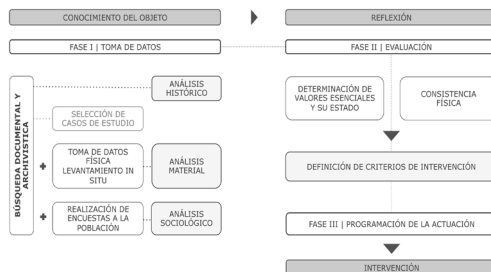 CONOCIMIENTO DEL OBJETO
REFLEXIÓN
FASE I | TOMA DE DATOS
FASE II | EVALUACIÓN
BÚSQUEDA DOCUMENTAL Y
ARCHIVISTICA
ANÁLISIS
HISTÓRICO
SELECCIÓN DE
CASOS DE ESTUDIO
+
TOMA DE DATOS
FÍSICA
LEVANTAMIENTO IN
SITU
ANÁLISIS
MATERIAL
+
REALIZACIÓN DE
ENCUESTAS A LA
POBLACIÓN
ANÁLISIS
SOCIOLÓGICO
DETERMINACIÓN DE
VALORES ESENCIALES
Y SU ESTADO
CONSISTENCIA
FÍSICA
DEFINICIÓN DE CRITERIOS DE INTERVENCIÓN
FASE III | PROGRAMACIÓN DE LA ACTUACIÓN
INTERVENCIÓN